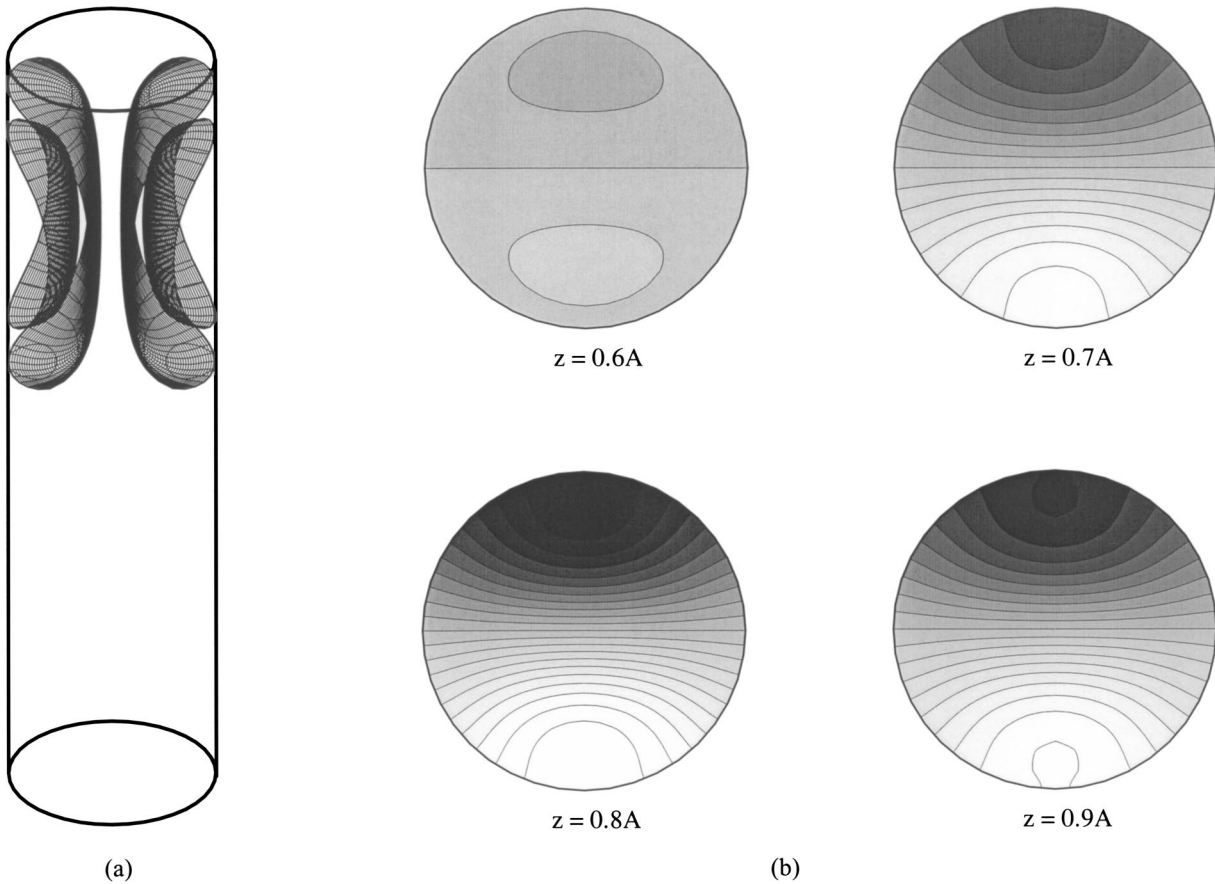 z = 0.6A
z = 0.7A
z = 0.8A
z = 0.9A
(a)
(b)